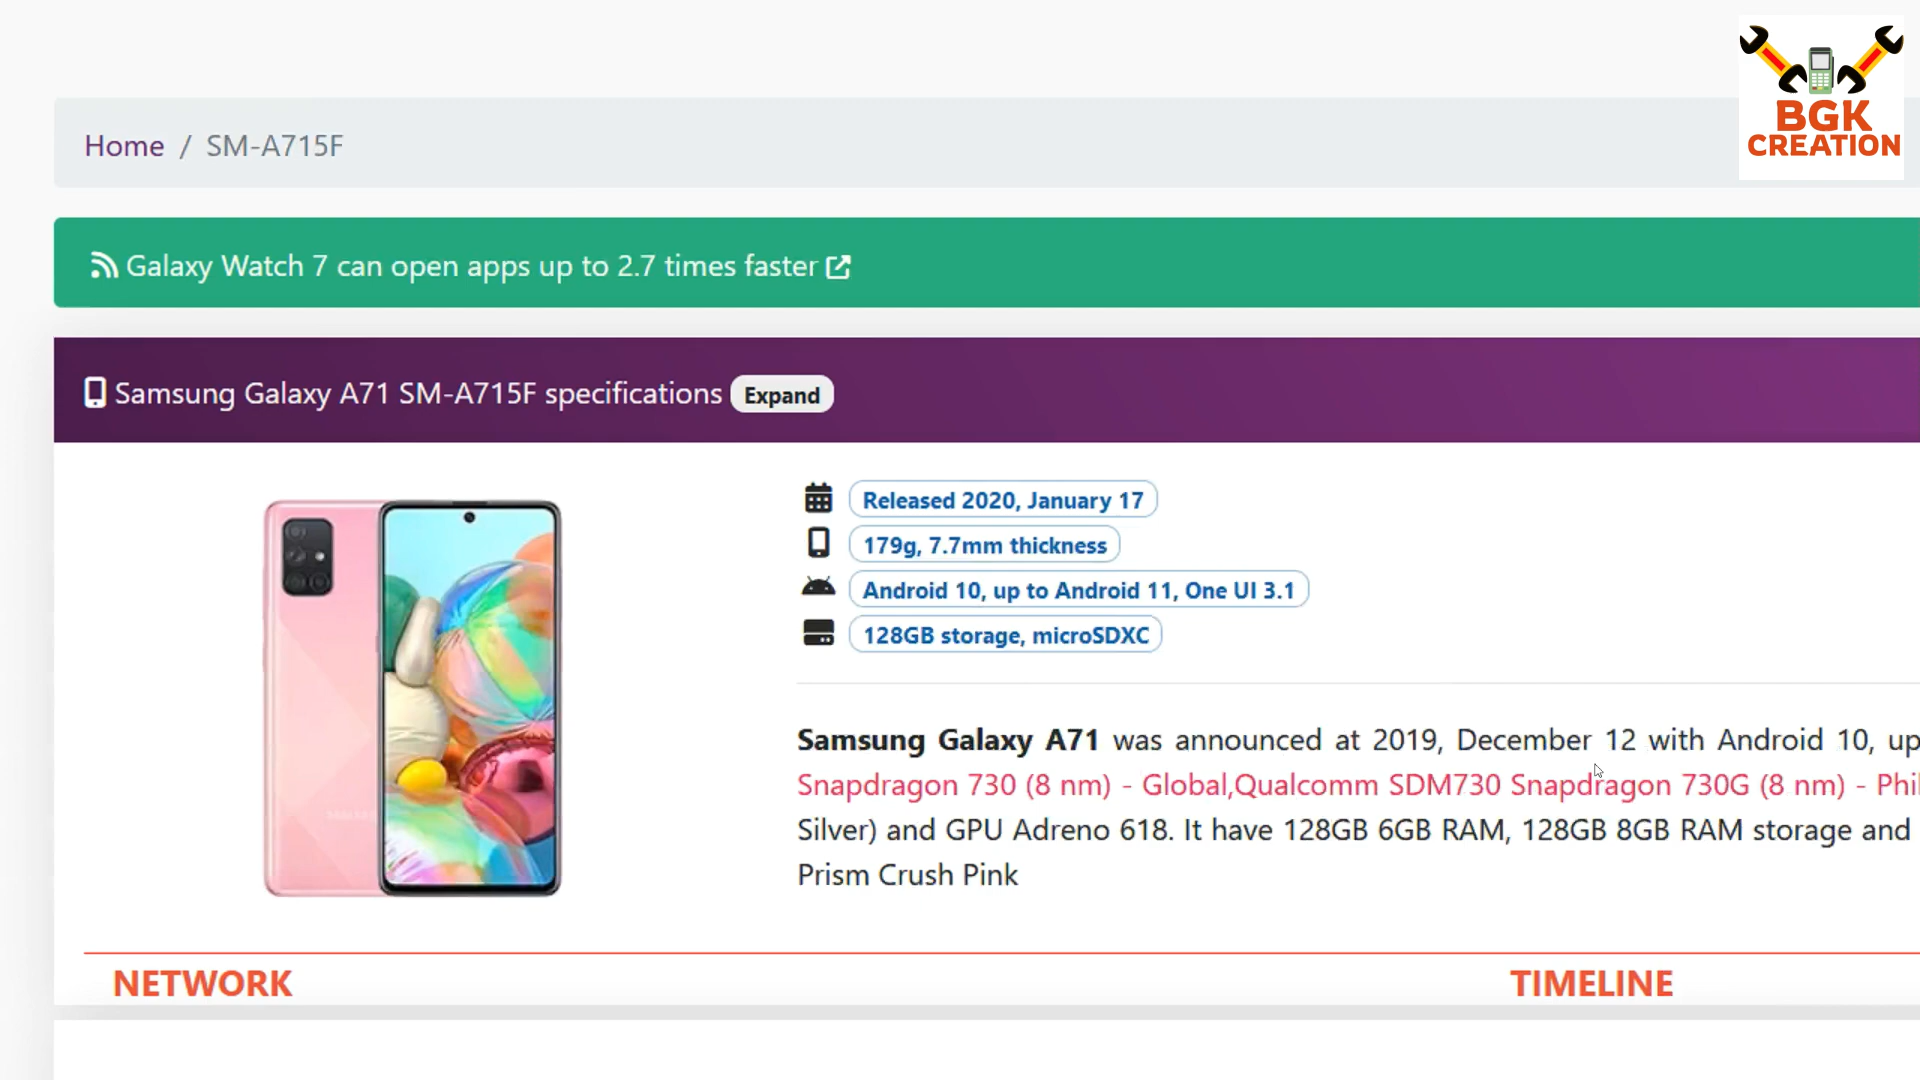 BGK
CREATION
Home / SM-A715F
Galaxy Watch 7 can open apps up to 2.7 times faster
Samsung Galaxy A71 SM-A715F specifications Expand
Released 2020, January 17
179g, 7.7mm thickness
Android 10, up to Android 11, One UI 3.1
128GB storage, microSDXC
Samsung Galaxy A71 was announced at 2019, December 12 with Android 10, up
Snapdragon 730 (8 nm) - Global,Qualcomm SDM730 Snapdragon 730G (8 nm) - Phil
Silver) and GPU Adreno 618. It have 128GB 6GB RAM, 128GB 8GB RAM storage and
Prism Crush Pink
NETWORK TIMELINE